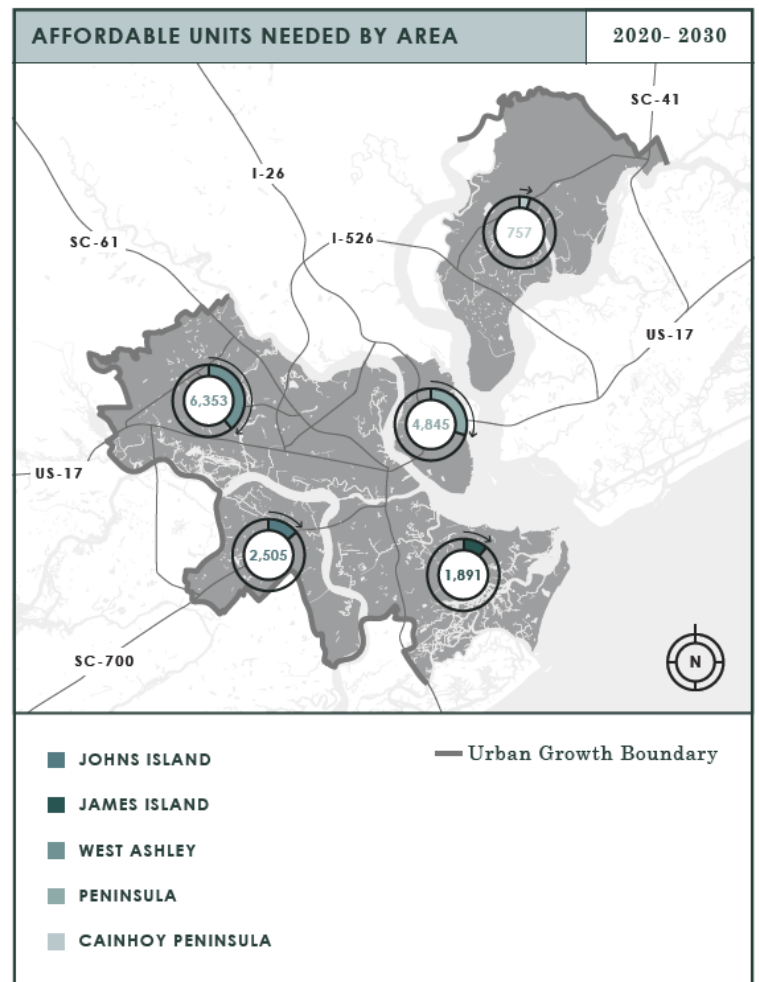 AFFORDABLE UNITS NEEDED BY AREA
2020- 2030
SC-41
I-26
757
SC-61
I-526
US-17
6,353
4,845
US-17
2,505
1,891
SC-700
N
JOHNS ISLAND
Urban Growth Boundary
JAMES ISLAND
WEST ASHLEY
PENINSULA
CAINHOY PENINSULA